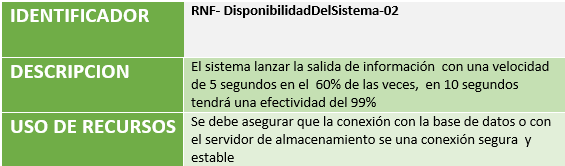 IDENTIFICADOR
RNF- DisponibilidadDelSistema-02
DESCRIPCION
El sistema lanzar la salida de información con una velocidad
de 5 segundos en el 60% de las veces, en 10 segundos
tendrá una efectividad del 99%
USO DE RECURSOS
Se debe asegurar que la conexión con la base de datos o con
el servidor de almacenamiento se una conexión segura y
estable